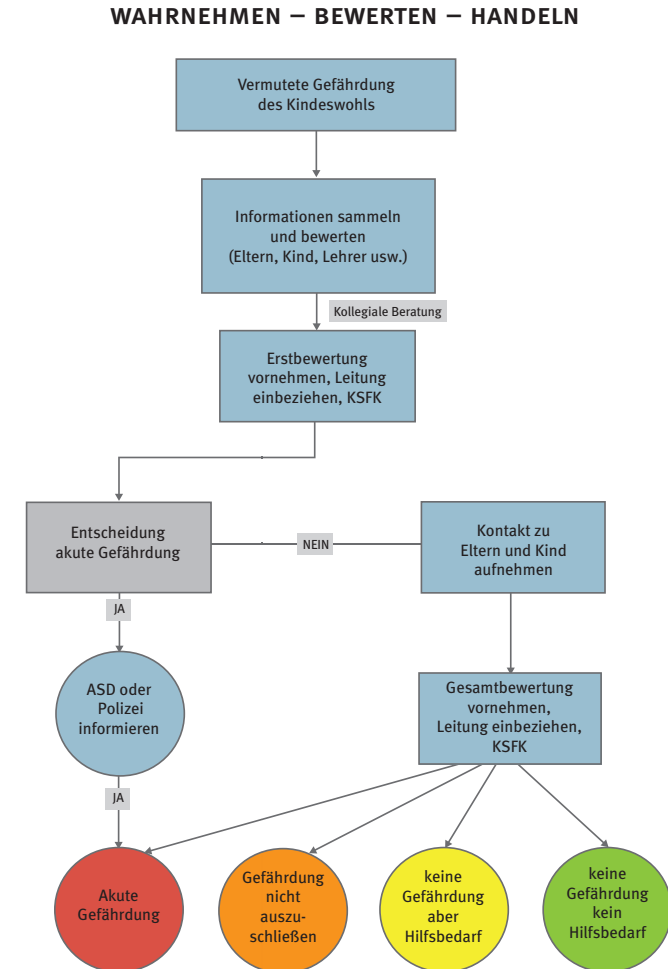 WAHRNEHMEN – BEWERTEN – HANDELN
Vermutete Gefährdung
des Kindeswohls
Informationen sammeln
und bewerten
(Eltern, Kind, Lehrer usw.)
Kollegiale Beratung
Erstbewertung
vornehmen, Leitung
einbeziehen, KSFK
Entscheidung
akute Gefährdung
NEIN
Kontakt zu
Eltern und Kind
aufnehmen
JA
ASD oder
Polizei
informieren
Gesamtbewertung
vornehmen,
Leitung einbeziehen,
KSFK
JA
Akute
Gefährdung
Gefährdung
nicht
auszu-
schließen
keine
Gefährdung
aber
Hilfsbedarf
keine
Gefährdung
kein
Hilfsbedarf